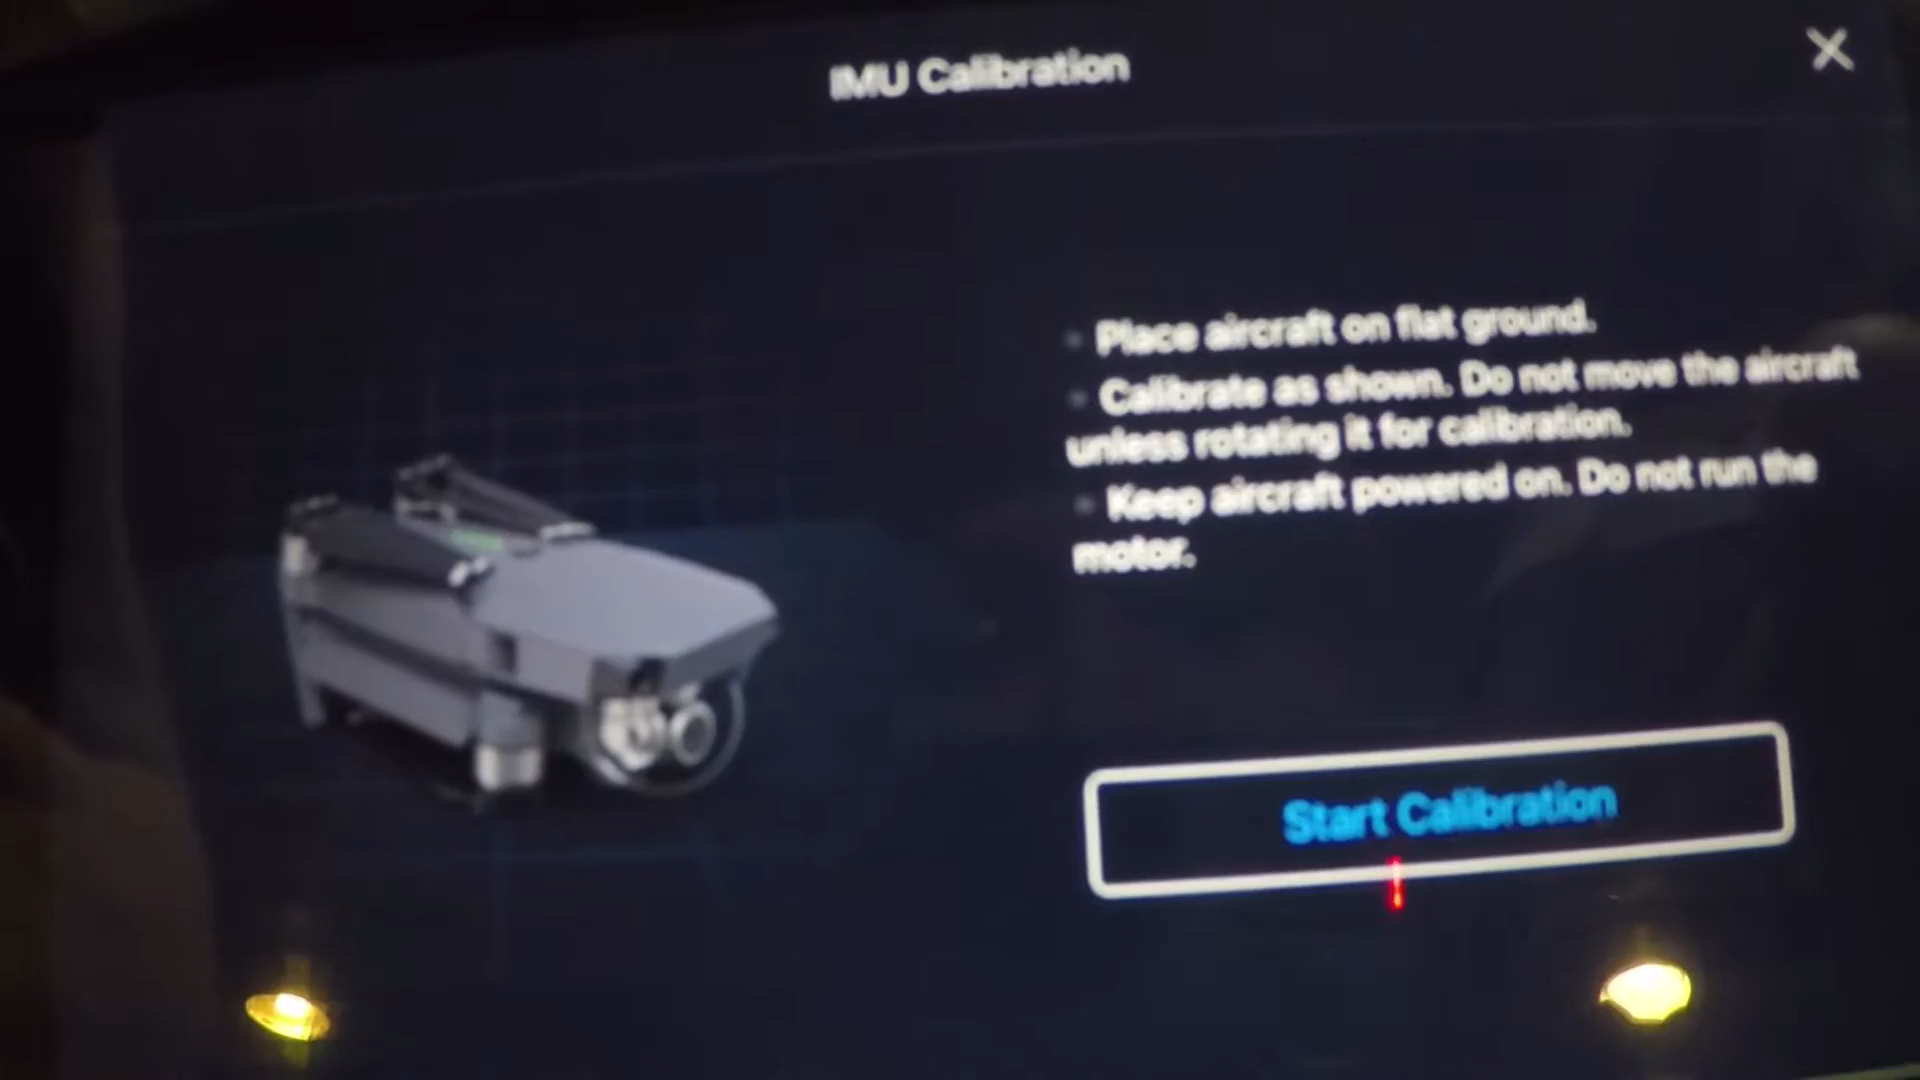 IMU Calibration
Place aircraft on flat ground.
Calibrate as shown. Do not move the aircraft
unless rotating it for calibration.
Keep aircraft powered on. Do not run the
motor.
Start Calibration